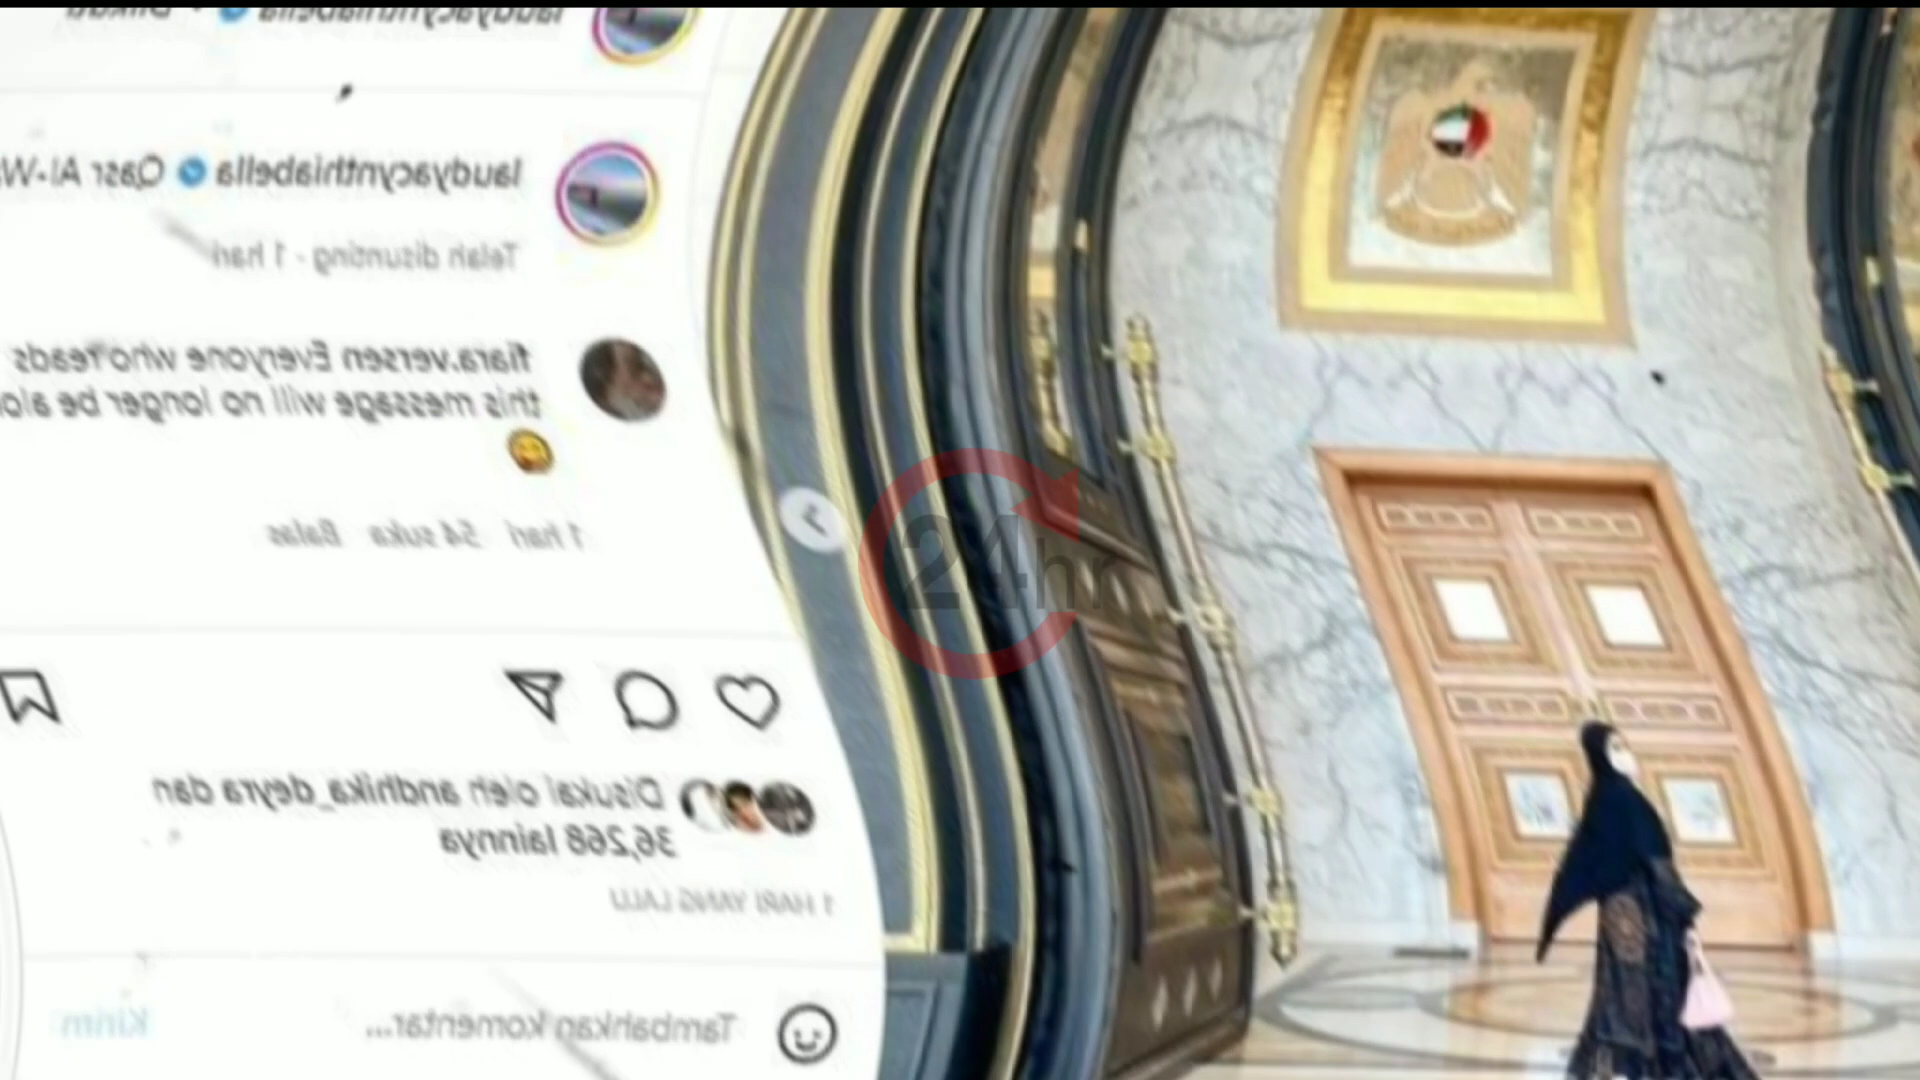 laudyacynthiabella • Diikuti
laudyacynthiabella Qasr Al-W
Telah disunting · 1 hari
fiara.versen Everyone who reads
this message will no longer be
1 hari 54 suka Balas
Disukai oleh andhika_deyra dan
36,268 lainnya
1 HARI YANG LALU
Tambahkan komentar... Kirim
24hr